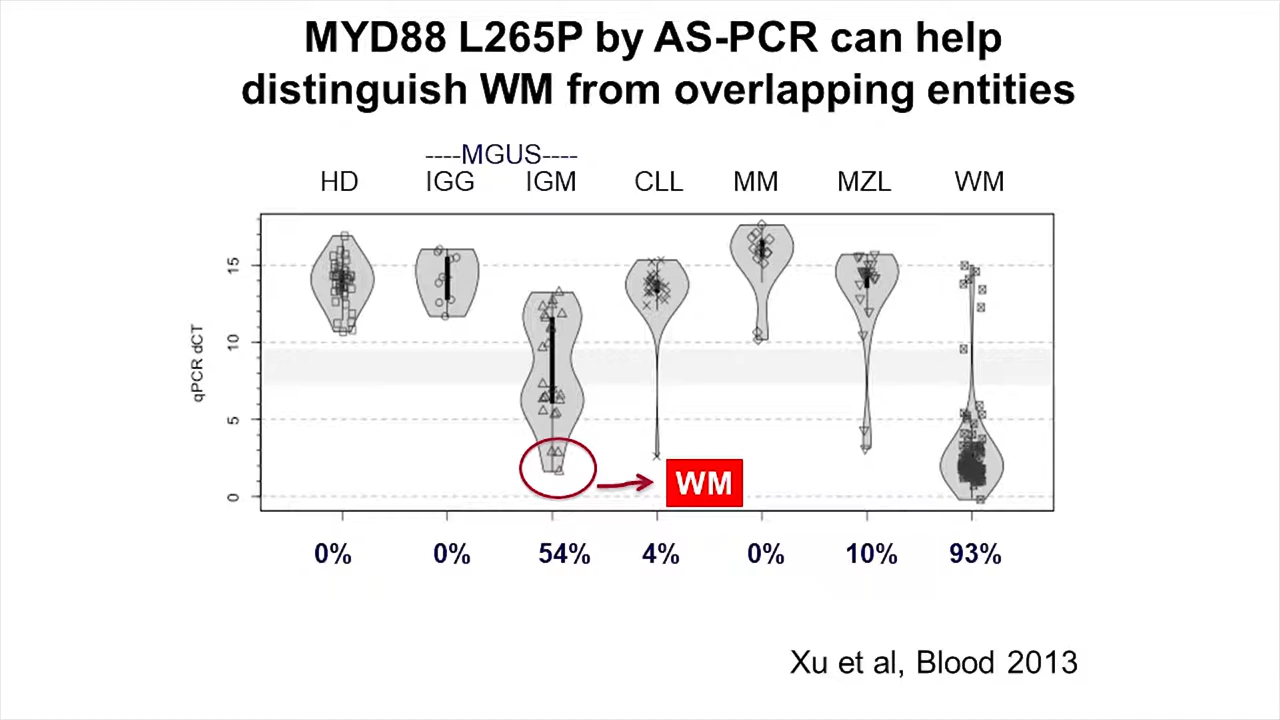 MYD88 L265P by AS-PCR can help
distinguish WM from overlapping entities
----MGUS----
HD IGG IGM CLL MM MZL WM
qPCR dCT
15
10
5
0
WM
0% 0% 54% 4% 0% 10% 93%
Xu et al, Blood 2013